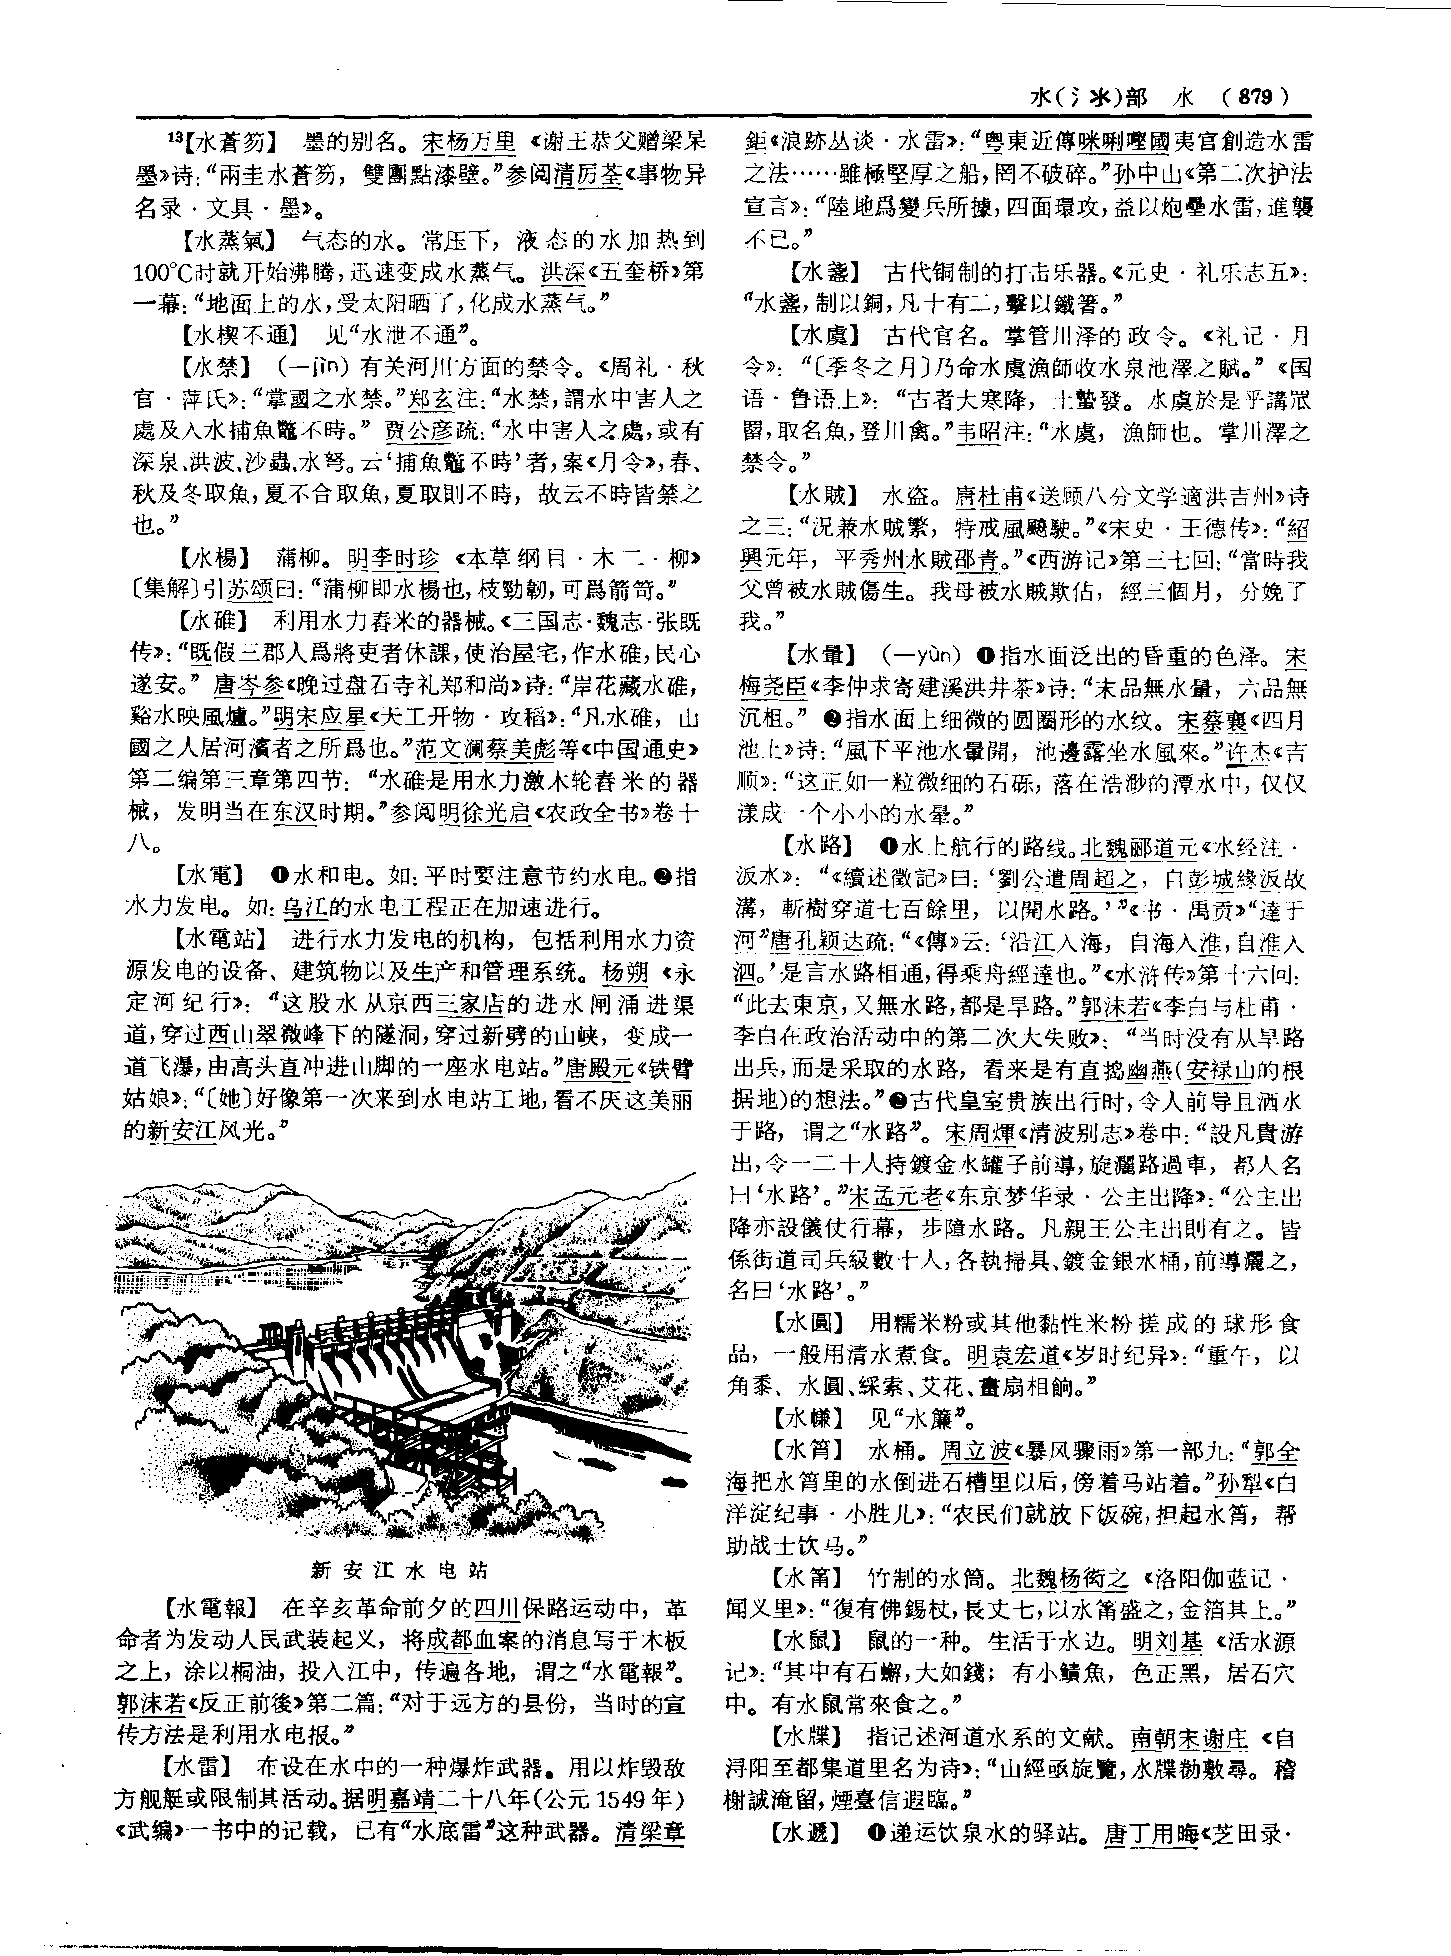 水(氵氺)部　水　(879)
¹³【水蒼笏】　墨的别名。宋杨万里《谢王恭父赠梁杲
墨》诗：“兩圭水蒼笏，雙團點漆璧。”参阅清厉荃《事物异
名录·文具·墨》。
【水蒸氣】　气态的水。常压下，液态的水加热到
100℃时就开始沸腾，迅速变成水蒸气。洪深《五奎桥》第
一幕：“地面上的水，受太阳晒了，化成水蒸气。”
【水楔不通】　见“水泄不通”。
【水禁】　(—jìn)有关河川方面的禁令。《周礼·秋
官·萍氏》：“掌國之水禁。”郑玄注：“水禁，謂水中害人之
處及入水捕魚鼈不時。”贾公彦疏：“水中害人之處，或有
深泉、洪波、沙蟲、水弩。云‘捕魚鼈不時’者，案《月令》，春、
秋及冬取魚，夏不合取魚，夏取則不時，故云不時皆禁之
也。”
【水楊】　蒲柳。明李时珍《本草纲目·木二·柳》
〔集解〕引苏颂曰：“蒲柳即水楊也，枝勁韌，可爲箭笴。”
【水碓】　利用水力舂米的器械。《三国志·魏志·张既
传》：“既假三郡人爲將吏者休課，使治屋宅，作水碓，民心
遂安。”唐岑参《晚过盘石寺礼郑和尚》诗：“岸花藏水碓，
谿水映風爐。”明宋应星《天工开物·攻稻》：“凡水碓，山
國之人居河濱者之所爲也。”范文澜蔡美彪等《中国通史》
第二编第三章第四节：“水碓是用水力激木轮舂米的器
械，发明当在东汉时期。”参阅明徐光启《农政全书》卷十
八。
【水電】　❶水和电。如：平时要注意节约水电。❷指
水力发电。如：乌江的水电工程正在加速进行。
【水電站】　进行水力发电的机构，包括利用水力资
源发电的设备、建筑物以及生产和管理系统。杨朔《永
定河纪行》：“这股水从京西三家店的进水闸涌进渠
道，穿过西山翠微峰下的隧洞，穿过新劈的山峡，变成一
道飞瀑，由高头直冲进山脚的一座水电站。”唐殿元《铁臂
姑娘》：“〔她〕好像第一次来到水电站工地，看不厌这美丽
的新安江风光。”
新安江水电站
【水電報】　在辛亥革命前夕的四川保路运动中，革
命者为发动人民武装起义，将成都血案的消息写于木板
之上，涂以桐油，投入江中，传遍各地，谓之“水電報”。
郭沫若《反正前後》第二篇：“对于远方的县份，当时的宣
传方法是利用水电报。”
【水雷】　布设在水中的一种爆炸武器。用以炸毁敌
方舰艇或限制其活动。据明嘉靖二十八年(公元1549年)
《武编》一书中的记载，已有“水底雷”这种武器。清梁章
鉅《浪跡丛谈·水雷》：“粤東近傳咪唎㘔國夷官創造水雷
之法……雖極堅厚之船，罔不破碎。”孙中山《第二次护法
宣言》：“陸地爲變兵所據，四面環攻，益以炮壘水雷，進襲
不已。”
【水盞】　古代铜制的打击乐器。《元史·礼乐志五》：
“水盞，制以銅，凡十有二，擊以鐵箸。”
【水虞】　古代官名。掌管川泽的政令。《礼记·月
令》：“〔季冬之月〕乃命水虞漁師收水泉池澤之賦。”《国
语·鲁语上》：“古者大寒降，土蟄發。水虞於是乎講罛
罶，取名魚，登川禽。”韦昭注：“水虞，漁師也。掌川澤之
禁令。”
【水賊】　水盗。唐杜甫《送顾八分文学適洪吉州》诗
之三：“況兼水賊繁，特戒風飈駛。”《宋史·王德传》：“紹
興元年，平秀州水賊邵青。”《西游记》第三七回：“當時我
父曾被水賊傷生。我母被水賊欺佔，經三個月，分娩了
我。”
【水暈】　(—yùn)❶指水面泛出的昏重的色泽。宋
梅尧臣《李仲求寄建溪洪井茶》诗：“末品無水暈，六品無
沉柤。”❷指水面上细微的圆圈形的水纹。宋蔡襄《四月
池上》诗：“風下平池水暈開，池邊露坐水風來。”许杰《吉
顺》：“这正如一粒微细的石砾，落在浩渺的潭水中，仅仅
漾成一个小小的水晕。”
【水路】　❶水上航行的路线。北魏郦道元《水经注·
汳水》：“《續述徵記》曰：‘劉公遣周超之，自彭城緣汳故
溝，斬樹穿道七百餘里，以開水路。’”《书·禹贡》“達于
河”唐孔颖达疏：“《傳》云：‘沿江入海，自海入淮，自淮入
泗。’是言水路相通，得乘舟經達也。”《水浒传》第十六回：
“此去東京，又無水路，都是旱路。”郭沫若《李白与杜甫·
李白在政治活动中的第二次大失败》：“当时没有从旱路
出兵，而是采取的水路，看来是有直捣幽燕(安禄山的根
据地)的想法。”❷古代皇室贵族出行时，令人前导且洒水
于路，谓之“水路”。宋周煇《清波别志》卷中：“設凡貴游
出，令一二十人持鍍金水罐子前導，旋灑路過車，都人名
曰‘水路’。”宋孟元老《东京梦华录·公主出降》：“公主出
降亦設儀仗行幕，步障水路。凡親王公主出則有之。皆
係街道司兵級數十人，各執掃具、鍍金銀水桶，前導灑之，
名曰‘水路’。”
【水圓】　用糯米粉或其他黏性米粉搓成的球形食
品，一般用清水煮食。明袁宏道《岁时纪异》：“重午，以
角黍、水圓、綵索、艾花、畫扇相餉。”
【水㡘】　见“水簾”。
【水筲】　水桶。周立波《暴风骤雨》第一部九：“郭全
海把水筲里的水倒进石槽里以后，傍着马站着。”孙犁《白
洋淀纪事·小胜儿》：“农民们就放下饭碗，担起水筲，帮
助战士饮马。”
【水筩】　竹制的水筒。北魏杨衒之《洛阳伽蓝记·
闻义里》：“復有佛錫杖，長丈七，以水筩盛之，金箔其上。”
【水鼠】　鼠的一种。生活于水边。明刘基《活水源
记》：“其中有石蠏，大如錢；有小鰿魚，色正黑，居石穴
中。有水鼠常來食之。”
【水牒】　指记述河道水系的文献。南朝宋谢庄《自
浔阳至都集道里名为诗》：“山經亟旋覽，水牒勌敷尋。稽
榭誠淹留，煙臺信遐臨。”
【水遞】　❶递运饮泉水的驿站。唐丁用晦《芝田录·